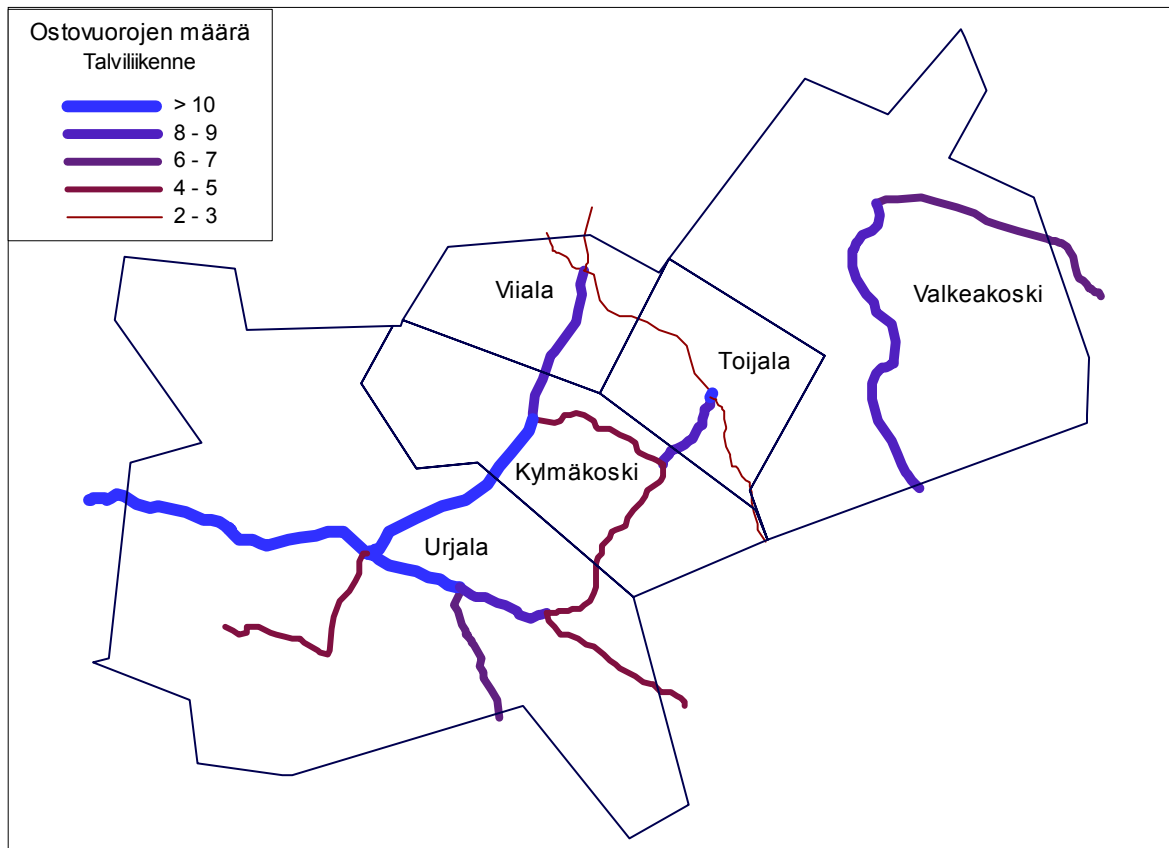 Ostovuorojen määrä
Talviliikenne
> 10
8 - 9
6 - 7
4 - 5
2 - 3
Viiala
Valkeakoski
Toijala
Kylmäkoski
Urjala